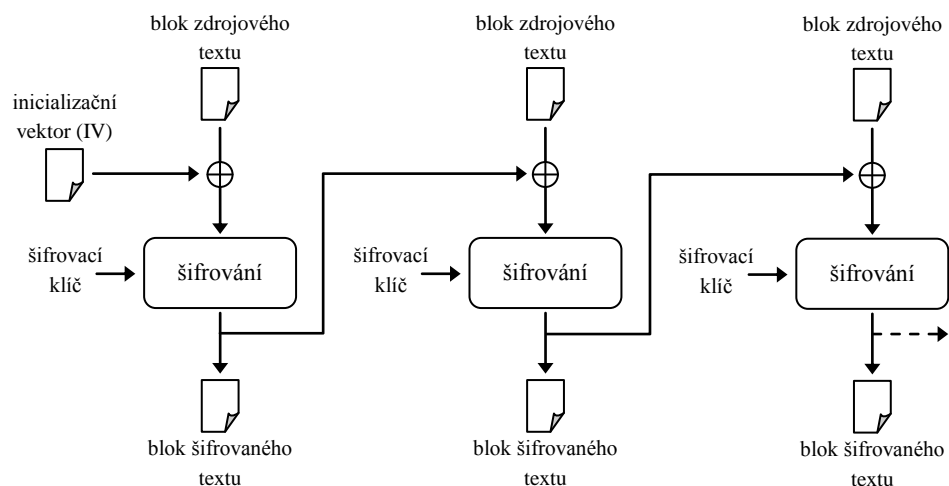 blok zdrojového
textu
blok zdrojového
textu
blok zdrojového
textu
inicializační
vektor (IV)
šifrovací
klíč
šifrování
šifrovací
klíč
šifrování
šifrovací
klíč
šifrování
blok šifrovaného
textu
blok šifrovaného
textu
blok šifrovaného
textu